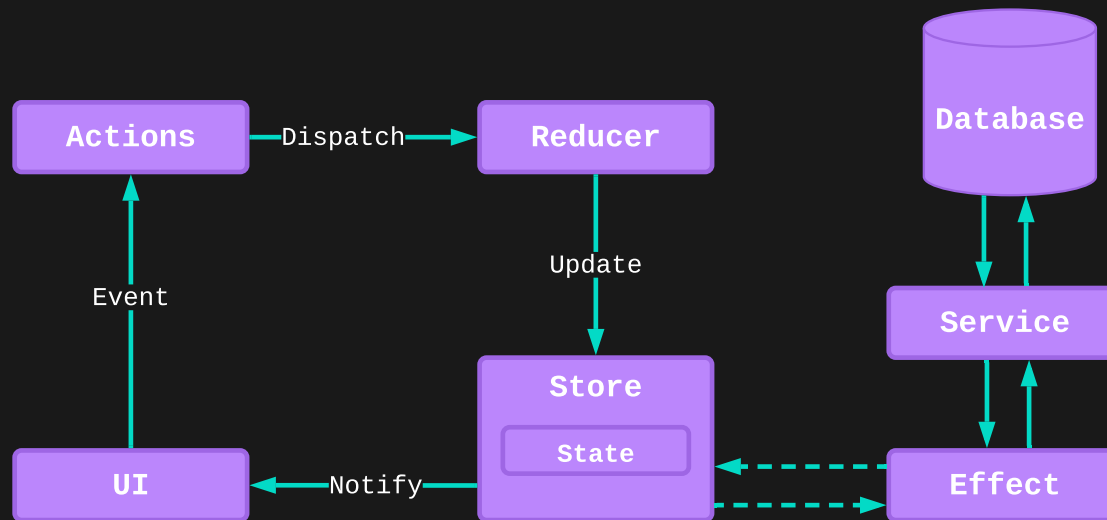 Database
Actions
Dispatch
Reducer
Update
Event
Service
Store
State
UI
Notify
Effect